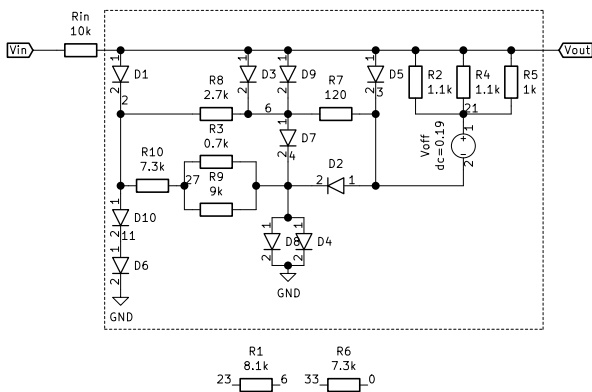 Rin
10k
Vin
Vout
1 D1 2
1 D3 2
1 D9 2
1 D5 2
R8
2.7k
R7
120
R2
1.1k
R4
1.1k
R5
1k
2
6
3
21
R3
0.7k
1 D7 2
4
Voff
dc=0.19
1
2
R10
7.3k
27
R9
9k
D2
2 1
1 D10 2
11
1 D8 2
1 D4 2
1 D6 2
GND
GND
R1
8.1k
23 6
R6
7.3k
33 0